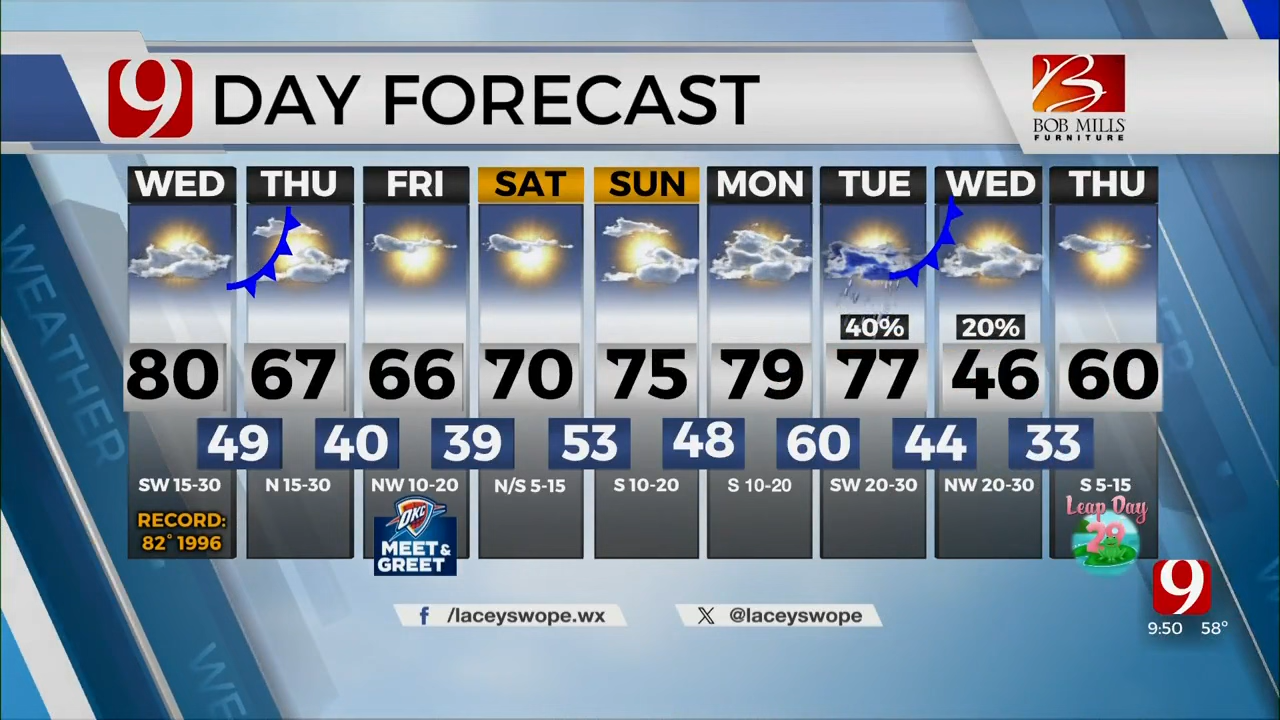 9 DAY FORECAST
B
BOB MILLS
FURNITURE
WED THU FRI SAT SUN MON TUE WED THU
40% 20%
80 67 66 70 75 79 77 46 60
49 40 39 53 48 60 44 33
SW 15-30 N 15-30 NW 10-20 N/S 5-15 S 10-20 S 10-20 SW 20-30 NW 20-30 S 5-15
RECORD:
82° 1996
OKC
MEET &
GREET
Leap Day
29
f /laceyswope.wx X @laceyswope
9
9:50 58°
WEATHER